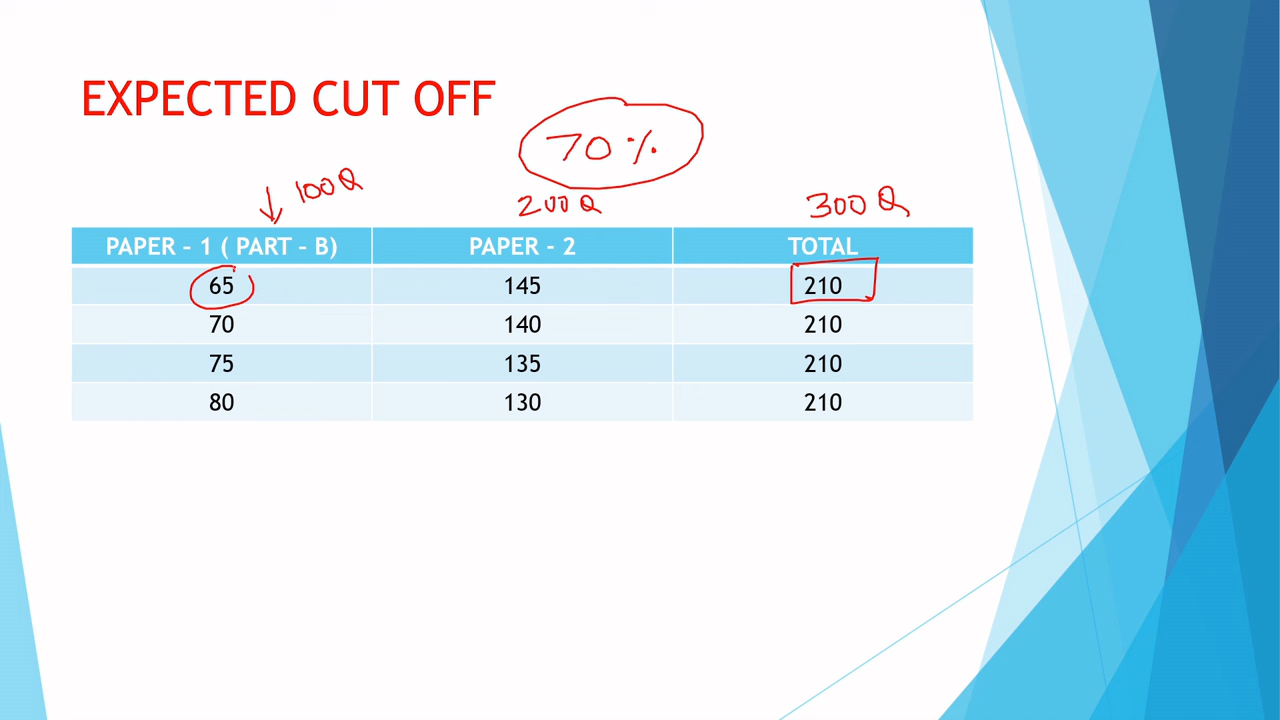 EXPECTED CUT OFF
70%
100Q
200Q
300Q
PAPER - 1 ( PART - B) PAPER - 2 TOTAL
65 145 210
70 140 210
75 135 210
80 130 210